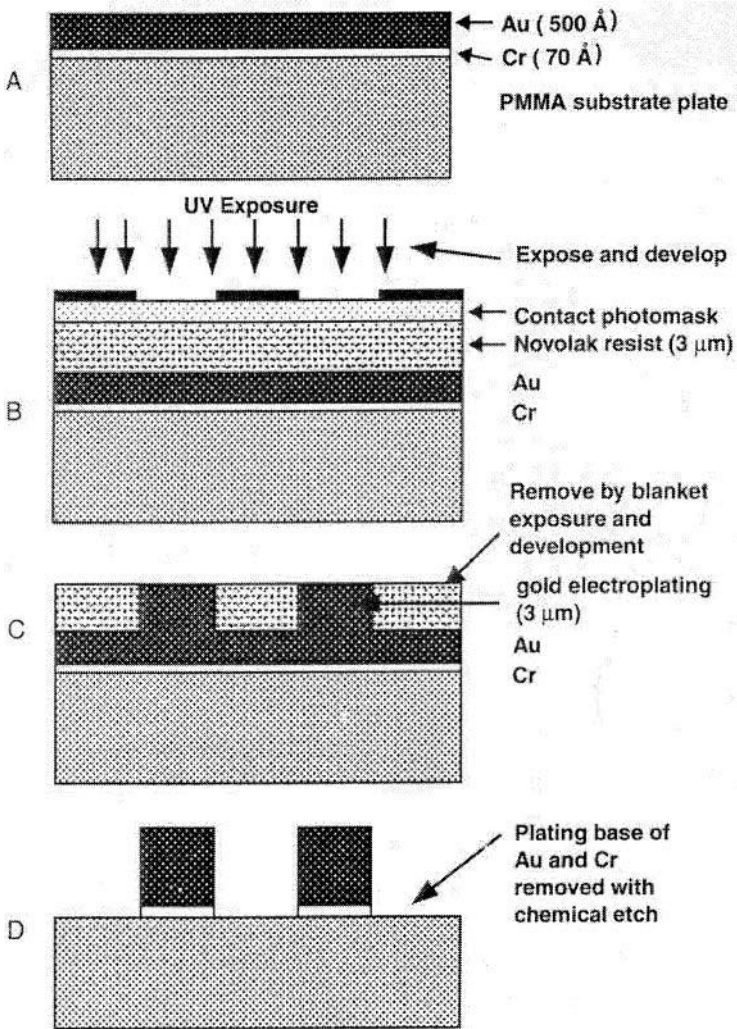 Au ( 500 Å)
Cr ( 70 Å)
A
PMMA substrate plate
UV Exposure
Expose and develop
Contact photomask
Novolak resist (3 μm)
Au
B
Cr
Remove by blanket
exposure and
development
gold electroplating
(3 μm)
C
Au
Cr
Plating base of
Au and Cr
removed with
chemical etch
D